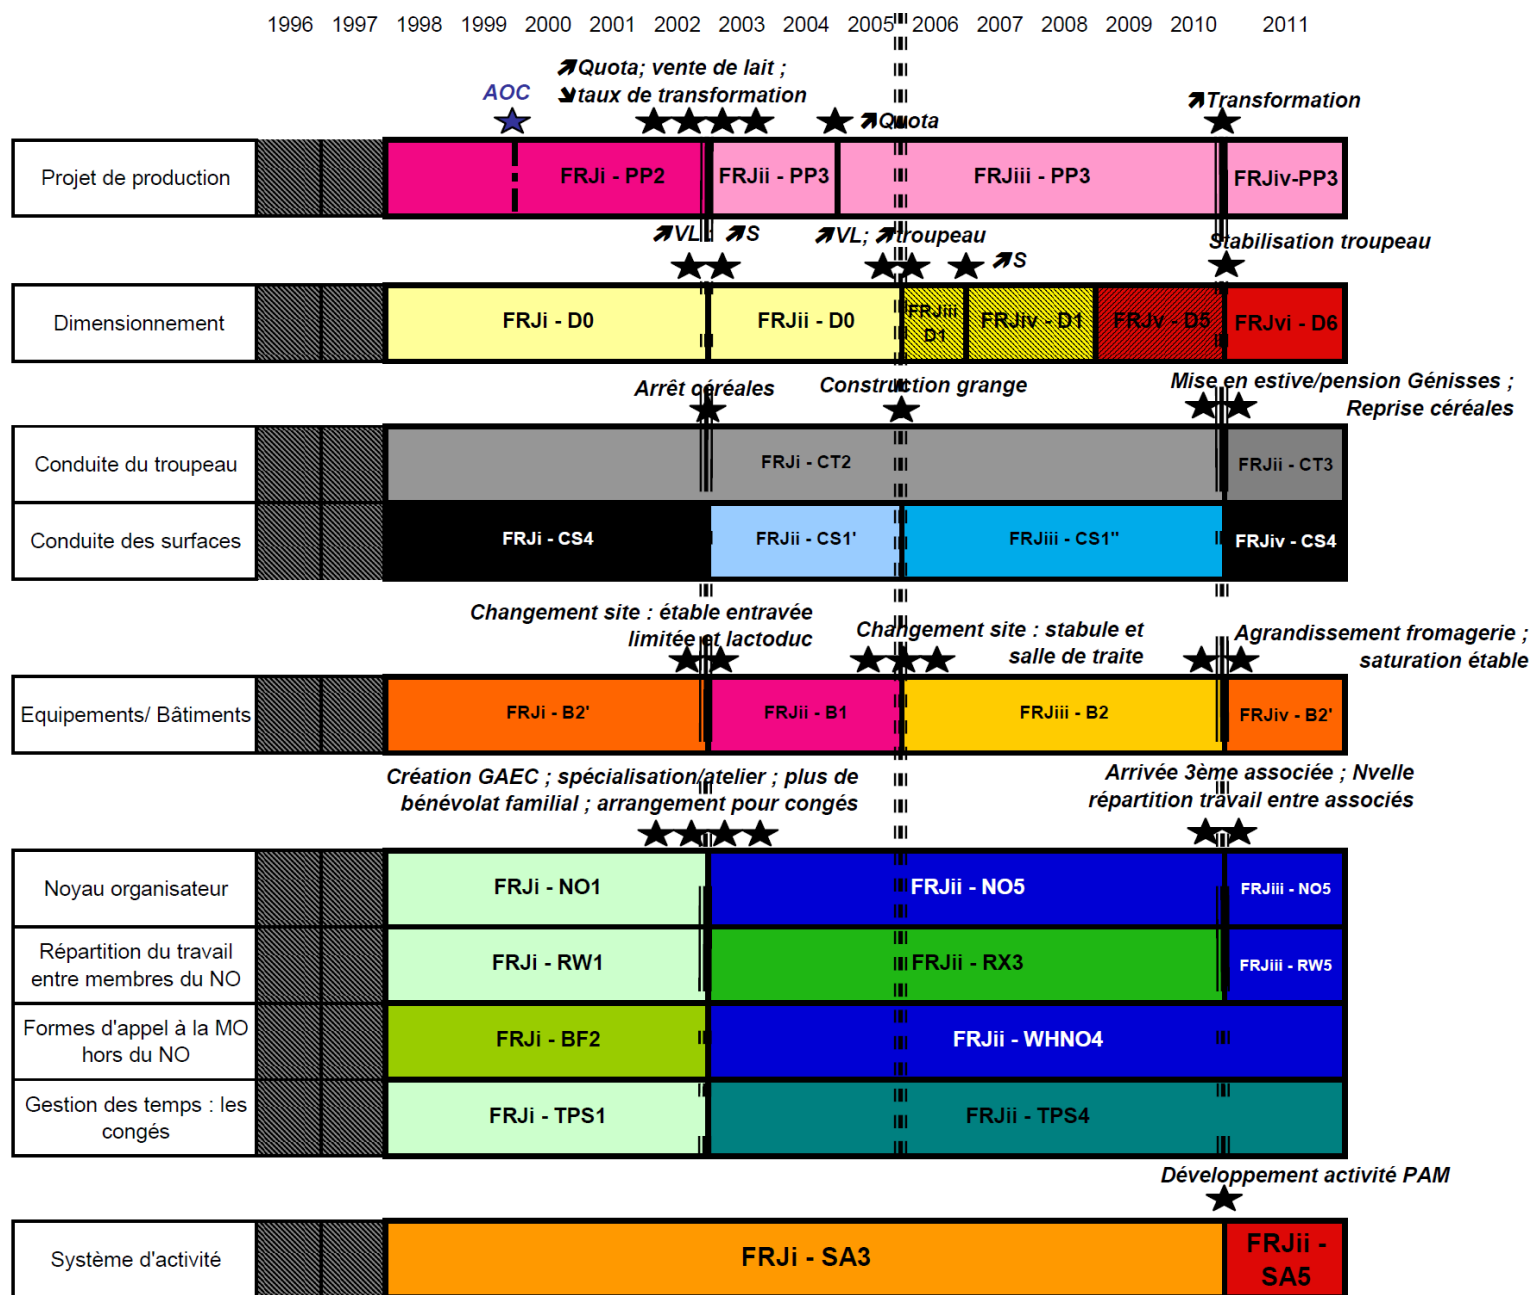 1996 1997 1998 1999 2000 2001 2002 2003 2004 2005 2006 2007 2008 2009 2010 2011
↗Quota; vente de lait ;
↘taux de transformation
AOC
↗Quota
↗Transformation
Projet de production
FRJi - PP2
FRJii - PP3
FRJiii - PP3
FRJiv-PP3
↗VL ; ↗S
↗VL; ↗troupeau
↗S
Stabilisation troupeau
Dimensionnement
FRJi - D0
FRJii - D0
FRJiii
D1
FRJiv - D1
FRJv - D5
FRJvi - D6
Arrêt céréales
Construction grange
Mise en estive/pension Génisses ;
Reprise céréales
Conduite du troupeau
FRJi - CT2
FRJii - CT3
Conduite des surfaces
FRJi - CS4
FRJii - CS1'
FRJiii - CS1"
FRJiv - CS4
Changement site : étable entravée
limitée et lactoduc
Changement site : stabule et
salle de traite
Agrandissement fromagerie ;
saturation étable
Equipements/ Bâtiments
FRJi - B2'
FRJii - B1
FRJiii - B2
FRJiv - B2'
Création GAEC ; spécialisation/atelier ; plus de
bénévolat familial ; arrangement pour congés
Arrivée 3ème associée ; Nvelle
répartition travail entre associés
Noyau organisateur
FRJi - NO1
FRJii - NO5
FRJiii - NO5
Répartition du travail
entre membres du NO
FRJi - RW1
FRJii - RX3
FRJiii - RW5
Formes d'appel à la MO
hors du NO
FRJi - BF2
FRJii - WHNO4
Gestion des temps : les
congés
FRJi - TPS1
FRJii - TPS4
Développement activité PAM
Système d'activité
FRJi - SA3
FRJii -
SA5